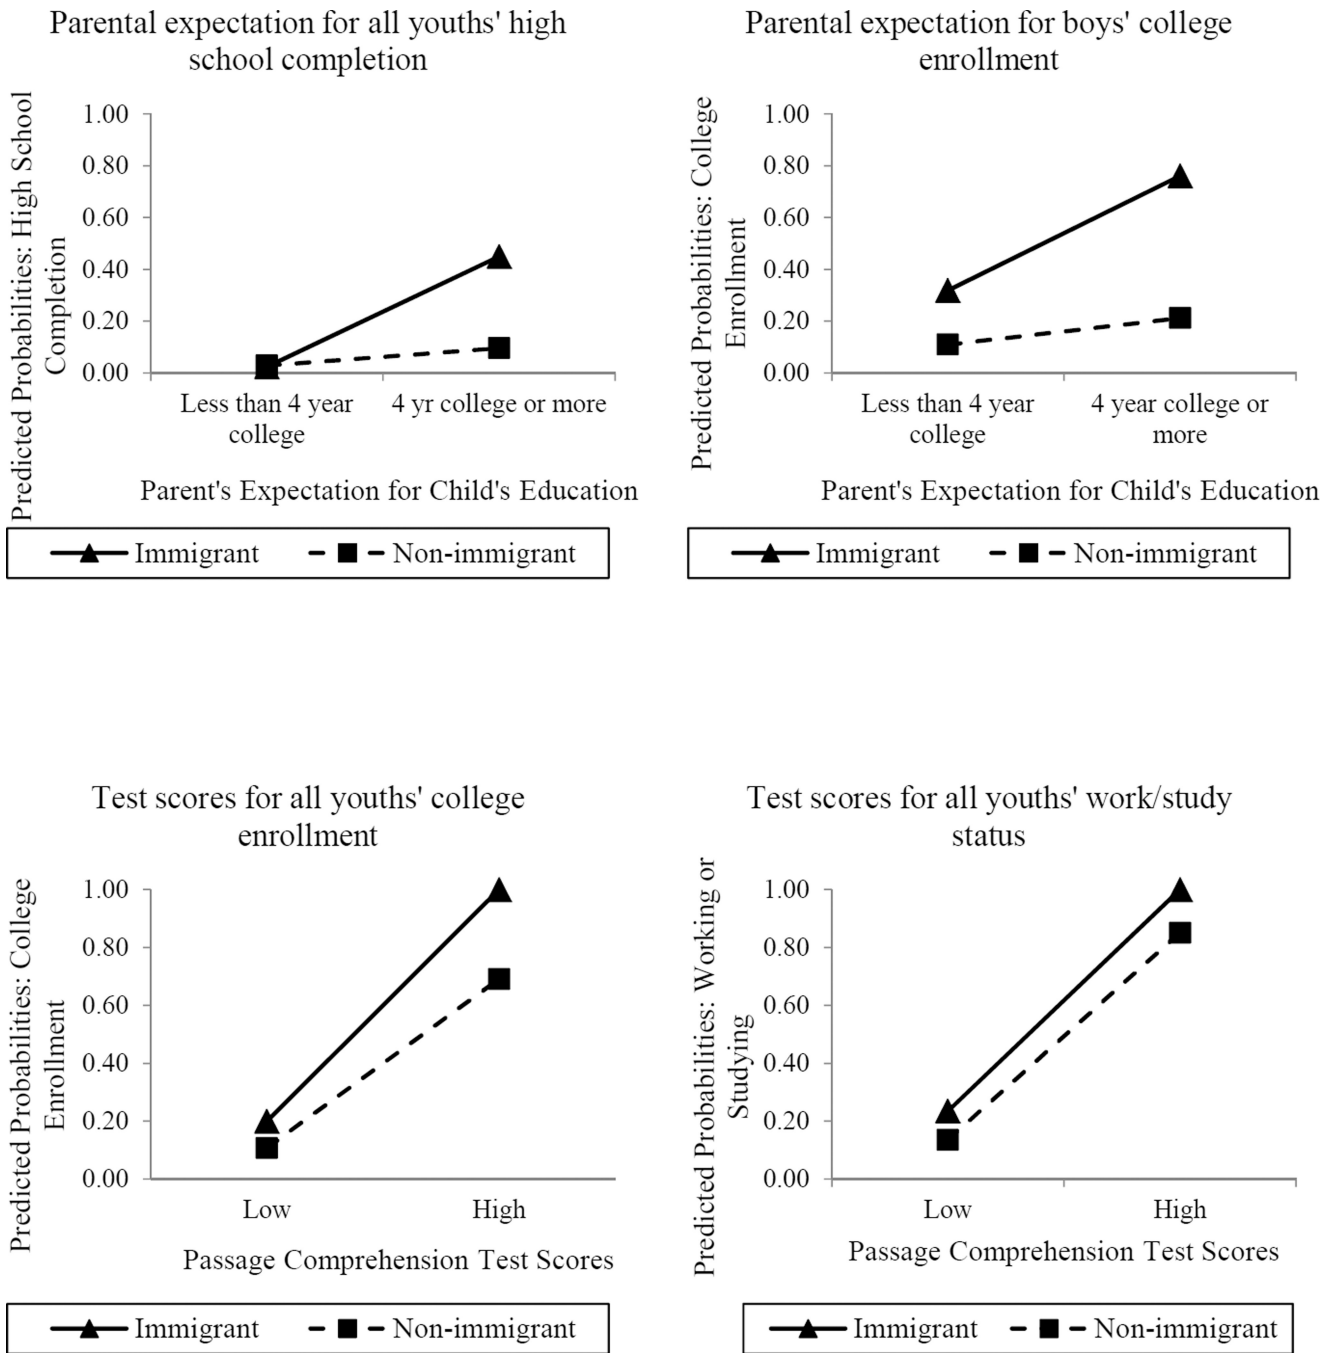 Parental expectation for all youths' high
school completion
Predicted Probabilities: High School
Completion
1.00
0.80
0.60
0.40
0.20
0.00
Less than 4 year
college
4 yr college or more
Parent's Expectation for Child's Education
Immigrant
Non-immigrant
Parental expectation for boys' college
enrollment
Predicted Probabilities: College
Enrollment
1.00
0.80
0.60
0.40
0.20
0.00
Less than 4 year
college
4 year college or
more
Parent's Expectation for Child's Education
Immigrant
Non-immigrant
Test scores for all youths' college
enrollment
Predicted Probabilities: College
Enrollment
1.00
0.80
0.60
0.40
0.20
0.00
Low
High
Passage Comprehension Test Scores
Immigrant
Non-immigrant
Test scores for all youths' work/study
status
Predicted Probabilities: Working or
Studying
1.00
0.80
0.60
0.40
0.20
0.00
Low
High
Passage Comprehension Test Scores
Immigrant
Non-immigrant